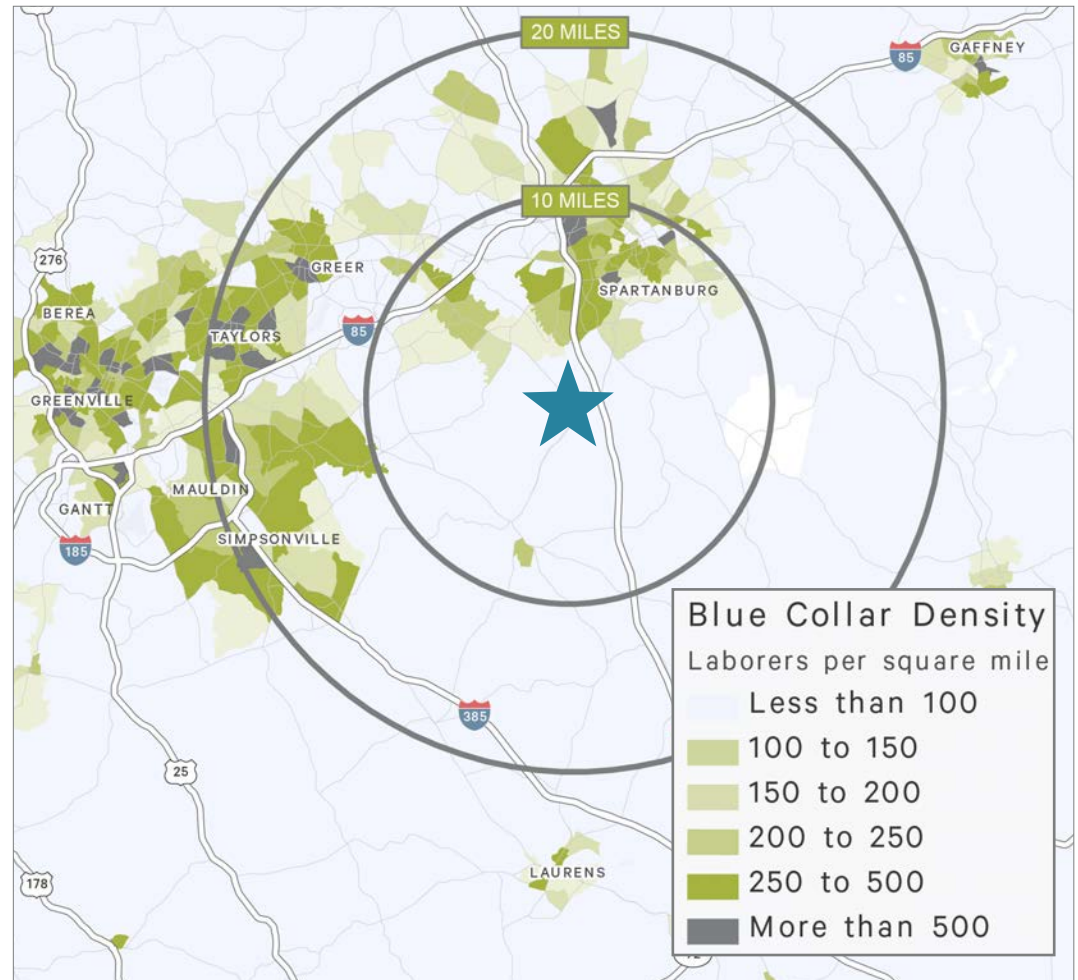 20 MILES
GAFFNEY
85
10 MILES
276
GREER
SPARTANBURG
BEREA
TAYLORS
85
GREENVILLE
MAULDIN
GANTT
SIMPSONVILLE
185
385
25
LAURENS
178
Blue Collar Density
Laborers per square mile
Less than 100
100 to 150
150 to 200
200 to 250
250 to 500
More than 500